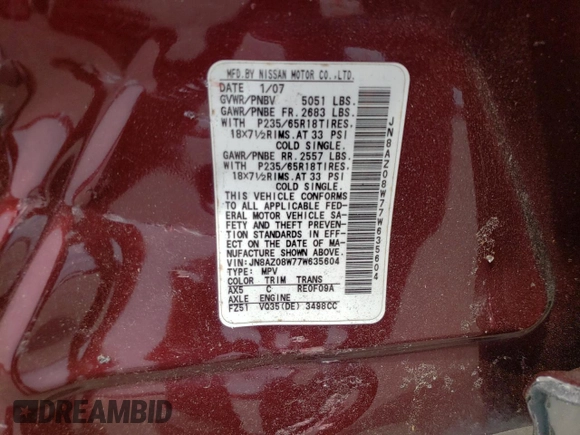 MFD.BY NISSAN MOTOR CO.,LTD.
DATE 1/07
GVWR/PNBV 5051 LBS.
GAWR/PNBE FR.2683 LBS.
WITH P235/65R18TIRES.
18X7½RIMS.AT 33 PSI
COLD SINGLE.
GAWR/PNBE RR.2557 LBS.
WITH P235/65R18TIRES.
18X7½RIMS.AT 33 PSI
COLD SINGLE.
THIS VEHICLE CONFORMS
TO ALL APPLICABLE FED-
ERAL MOTOR VEHICLE SA-
FETY AND THEFT PREVEN-
TION STANDARDS IN EFF-
ECT ON THE DATE OF MA-
NUFACTURE SHOWN ABOVE.
VIN:JN8AZ08W77W635604
TYPE: MPV
COLOR TRIM TRANS
AX5 C RE0F09A
AXLE ENGINE
FZ51 VQ35(DE) 3498CC
JN8AZ08W77W635604
DREAMBID